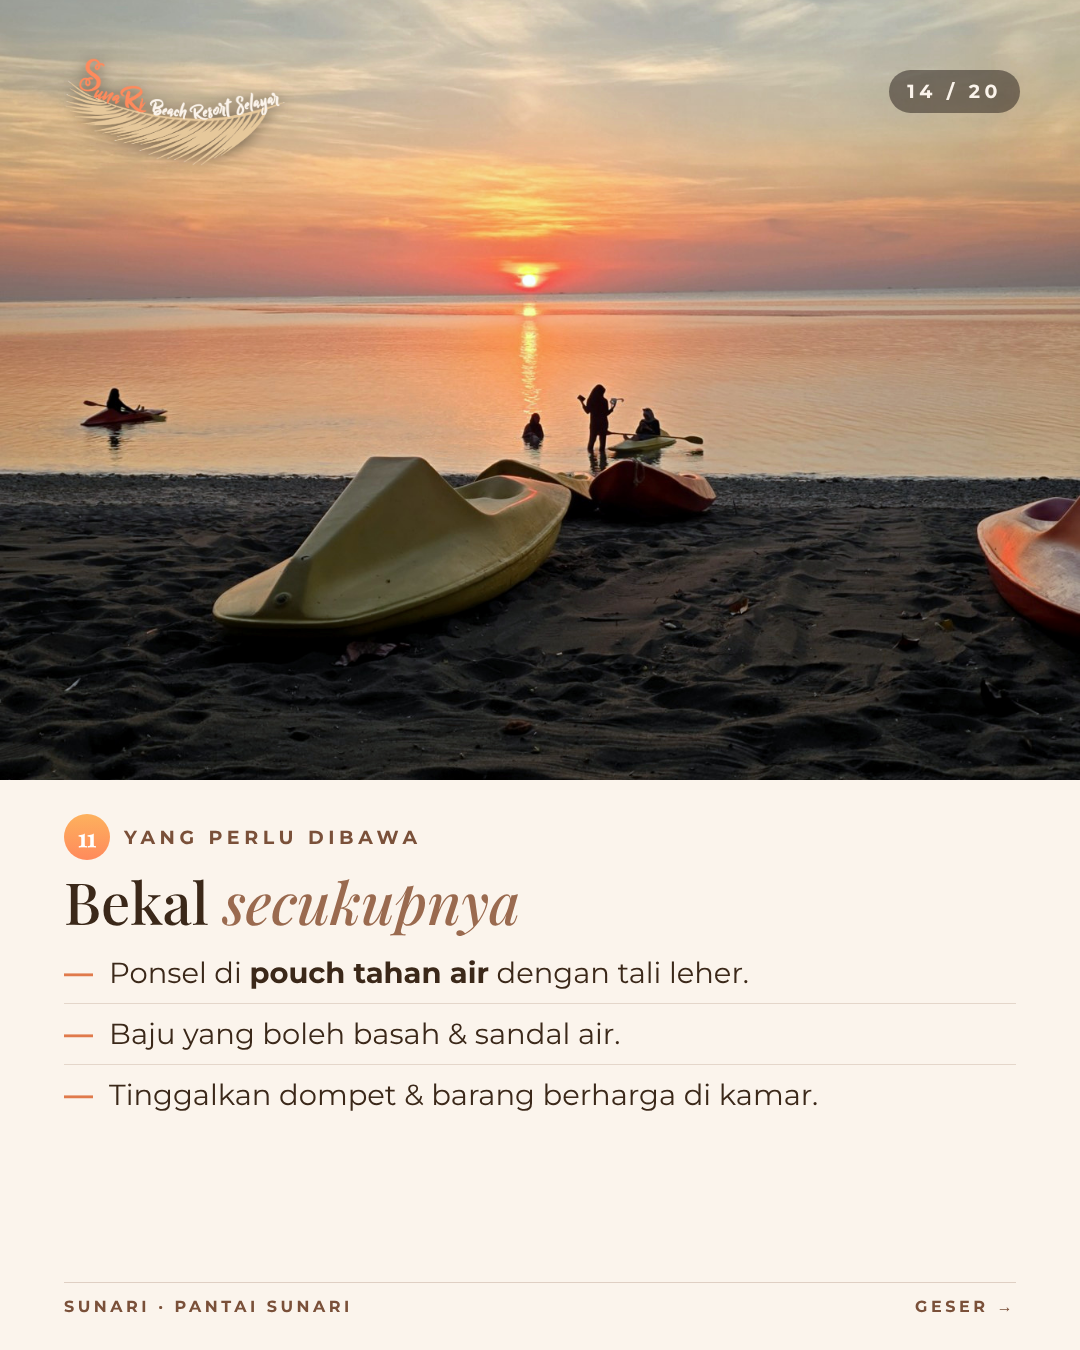 SunaRi Beach Resort Selayar
14 / 20
11 YANG PERLU DIBAWA
Bekal secukupnya
— Ponsel di pouch tahan air dengan tali leher.
— Baju yang boleh basah & sandal air.
— Tinggalkan dompet & barang berharga di kamar.
SUNARI · PANTAI SUNARI
GESER →